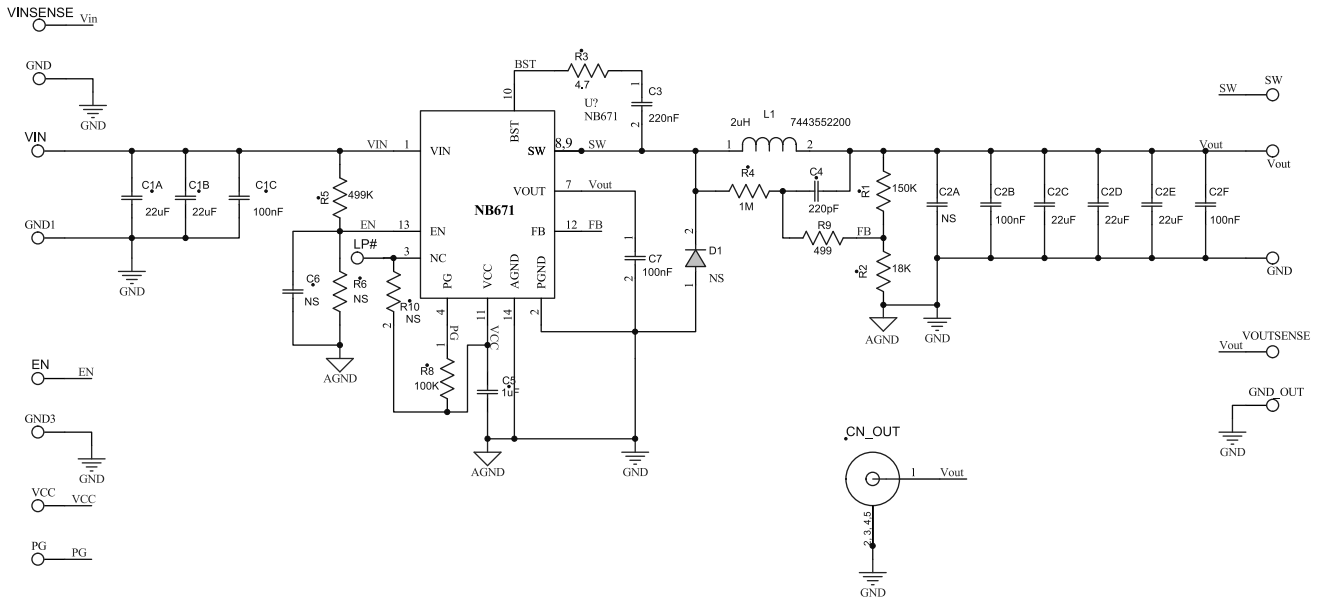 VINSENSE
Vin
GND
GND
VIN
GND1
GND
C1A
22uF
C1B
22uF
C1C
100nF
R5
499K
VIN
1
EN
13
LP#
3
C6
NS
R6
NS
AGND
R10
NS
2
VIN
EN
NC
BST
SW
VOUT
FB
NB671
PG
VCC
AGND
PGND
BST
10
R3
4.7
U?
NB671
1
C3
220nF
2
8,9
SW
7
Vout
12
FB
4
PG
1
R8
100K
11
VCC
C5
1uF
14
2
AGND
GND
1
C7
100nF
2
2
D1
NS
1
L1
2uH
7443552200
1
2
R4
1M
C4
220pF
R9
499
FB
R1
150K
R2
18K
AGND
GND
C2A
NS
C2B
100nF
C2C
22uF
C2D
22uF
C2E
22uF
C2F
100nF
SW
SW
Vout
Vout
GND
VOUTSENSE
Vout
GND_OUT
GND
EN
EN
GND3
GND
VCC
VCC
PG
PG
CN_OUT
1
Vout
2, 3, 4,5
GND